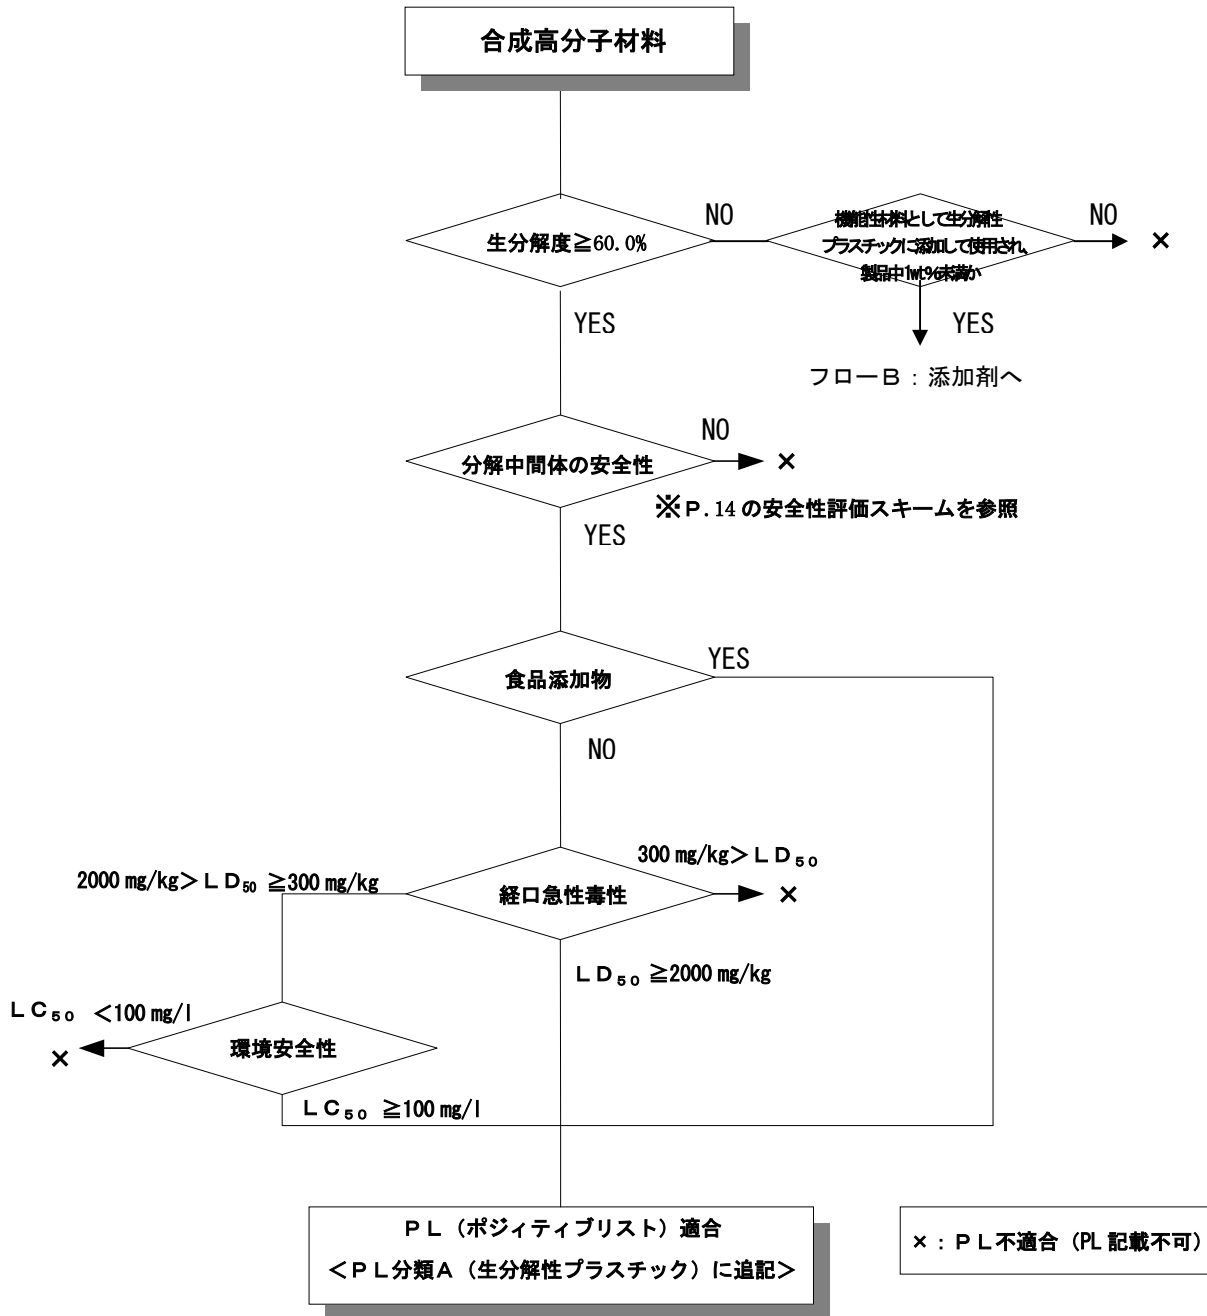 合成高分子材料
生分解度≧60.0%
NO
機能性材料として生分解性
プラスチックに添加して使用され、
製品中1wt%未満か
NO
×
YES
YES
フローB：添加剤へ
分解中間体の安全性
NO
×
※P.14の安全性評価スキームを参照
YES
食品添加物
YES
NO
2000 mg/kg＞LD₅₀ ≧300 mg/kg
経口急性毒性
300 mg/kg＞LD₅₀
×
LD₅₀ ≧2000 mg/kg
LC₅₀ ＜100 mg/l
×
環境安全性
LC₅₀ ≧100 mg/l
PL（ポジィティブリスト）適合
＜PL分類A（生分解性プラスチック）に追記＞
×：PL不適合（PL記載不可）